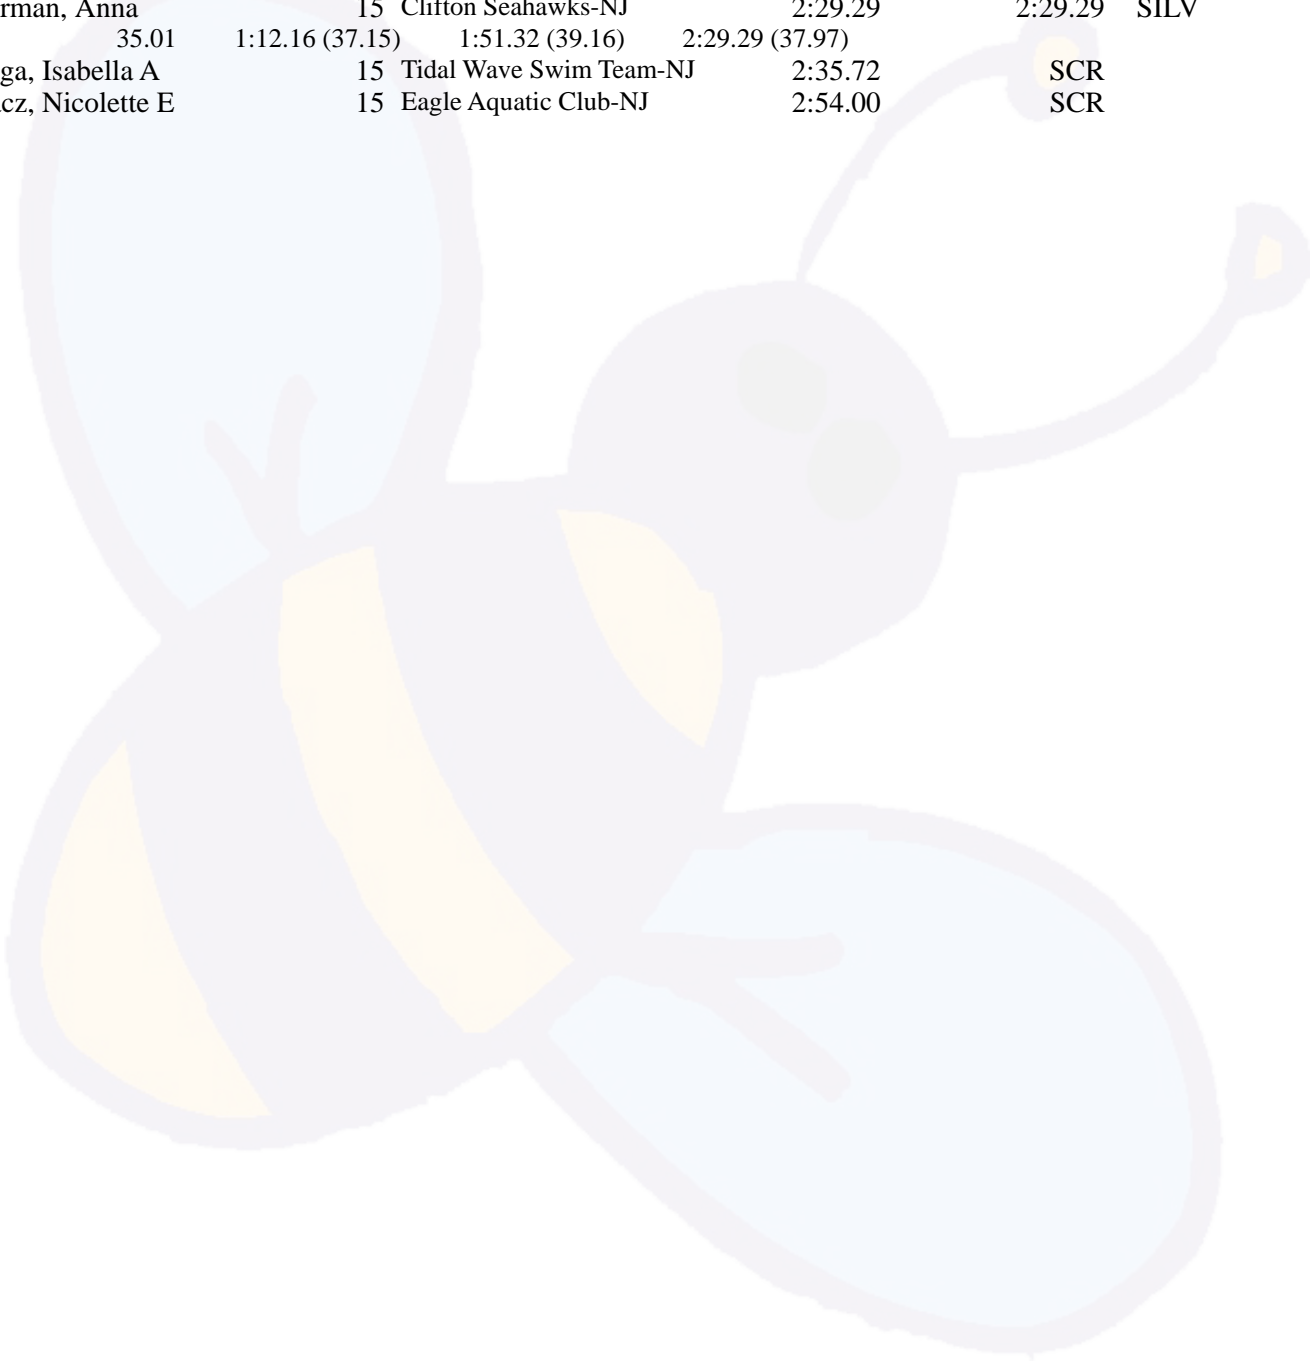 rman, Anna 15 Clifton Seahawks-NJ 2:29.29 2:29.29 SILV
35.01 1:12.16 (37.15) 1:51.32 (39.16) 2:29.29 (37.97)
ga, Isabella A 15 Tidal Wave Swim Team-NJ 2:35.72 SCR
cz, Nicolette E 15 Eagle Aquatic Club-NJ 2:54.00 SCR